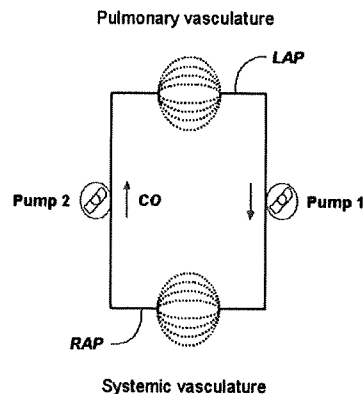 Pulmonary vasculature
LAP
Pump 2
CO
Pump 1
RAP
Systemic vasculature